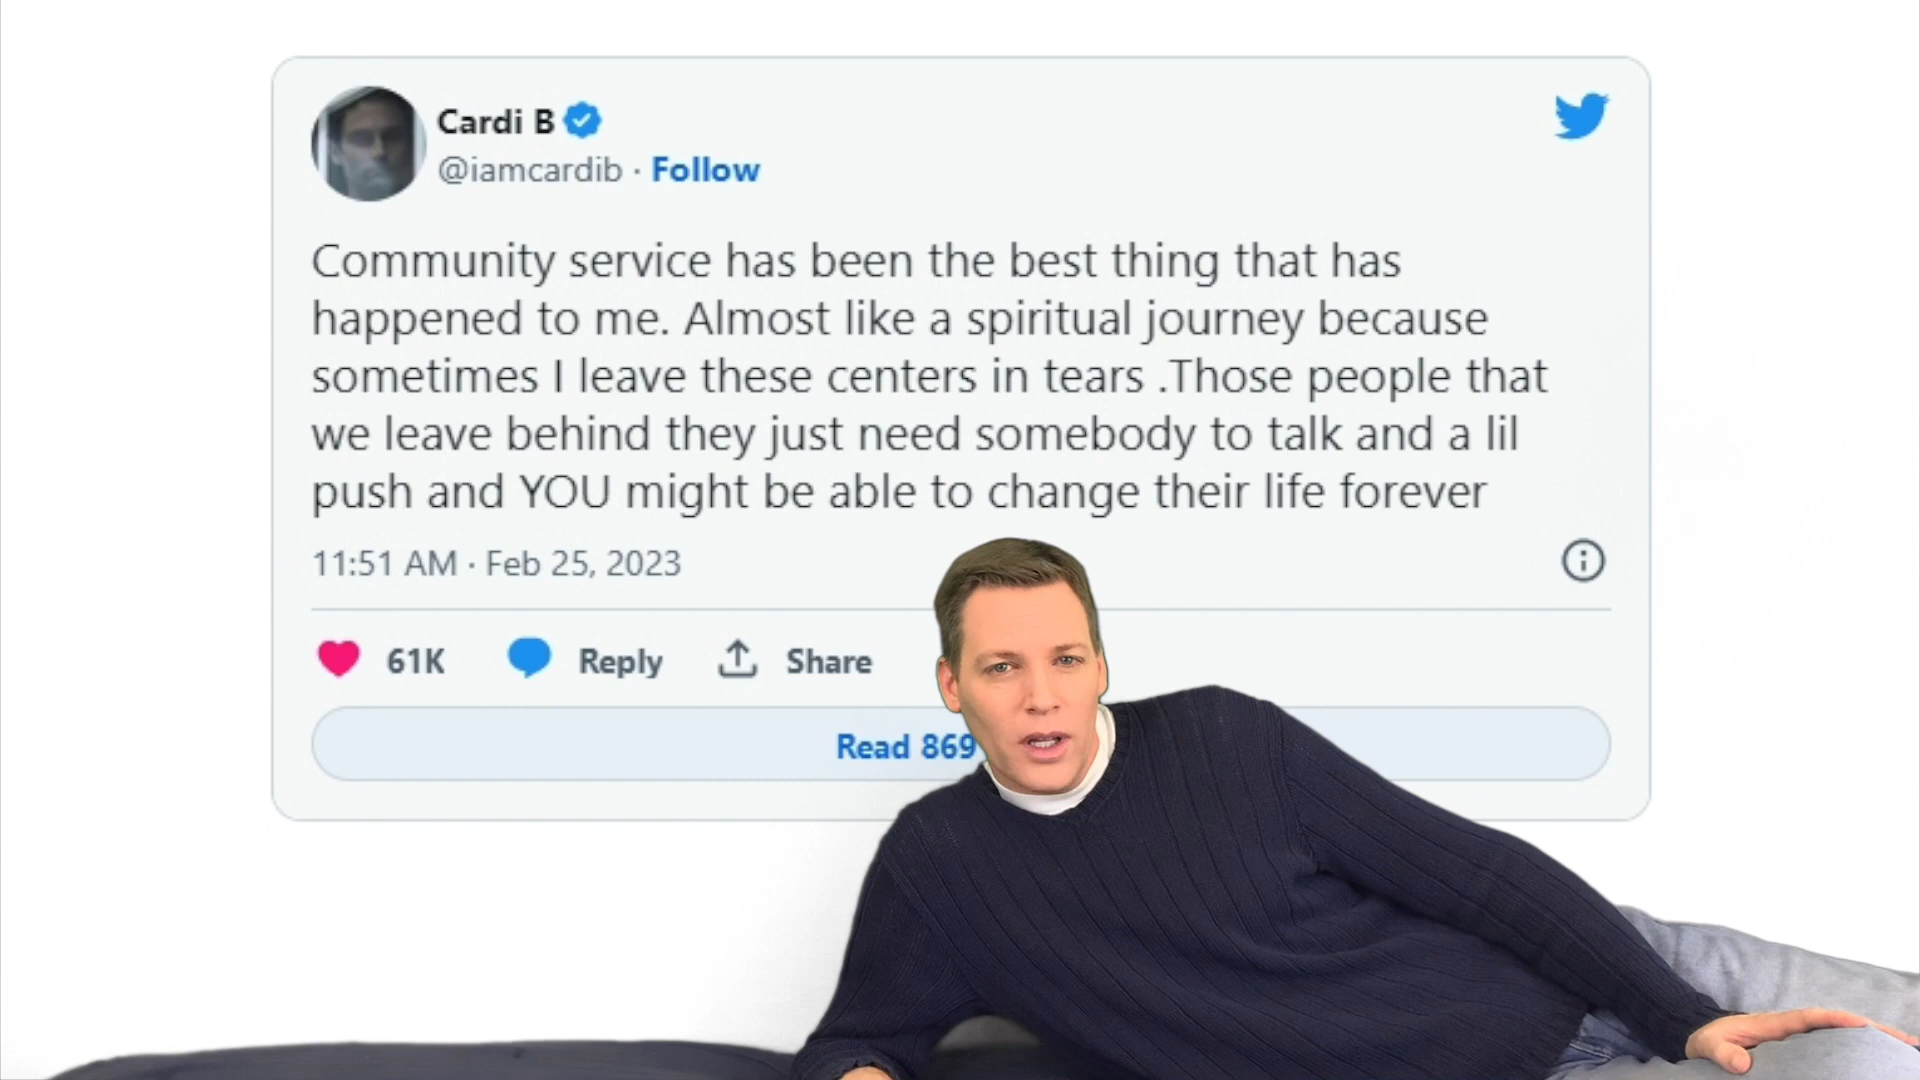 Cardi B
@iamcardib · Follow
Community service has been the best thing that has
happened to me. Almost like a spiritual journey because
sometimes I leave these centers in tears .Those people that
we leave behind they just need somebody to talk and a lil
push and YOU might be able to change their life forever
11:51 AM · Feb 25, 2023
61K Reply Share
Read 869